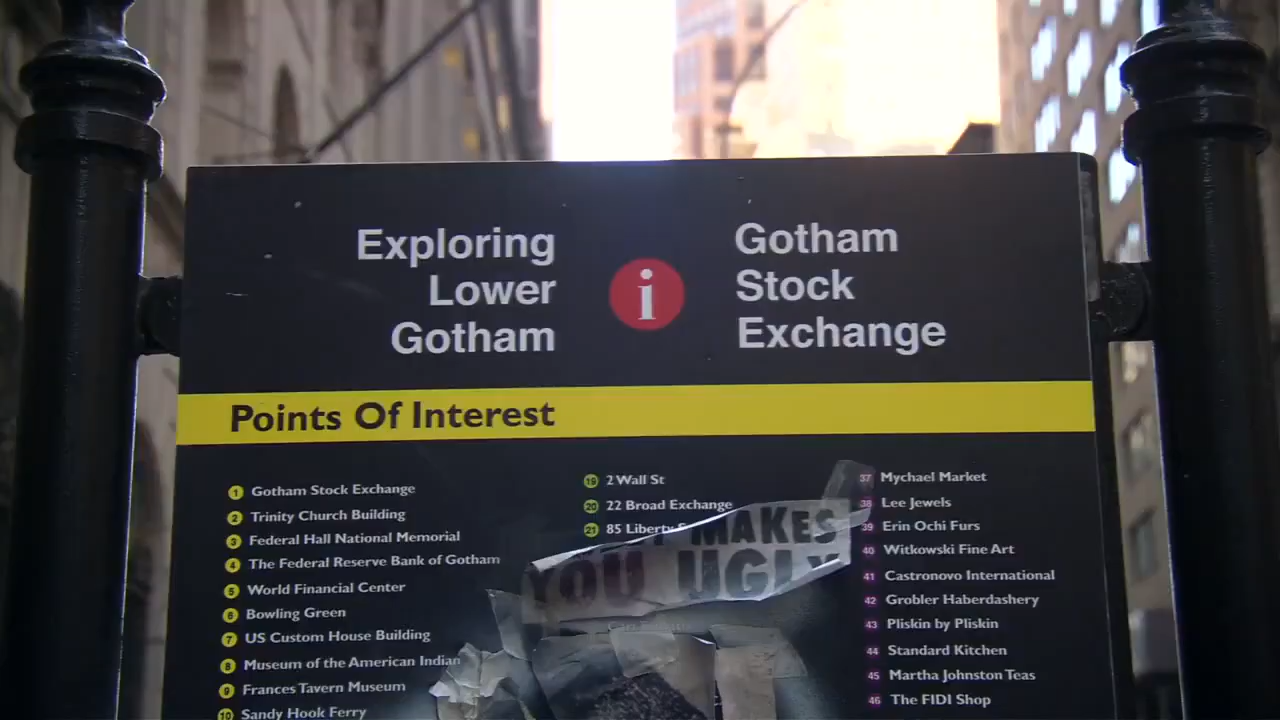 Exploring
Lower
Gotham
i
Gotham
Stock
Exchange
Points Of Interest
1 Gotham Stock Exchange
2 Trinity Church Building
3 Federal Hall National Memorial
4 The Federal Reserve Bank of Gotham
5 World Financial Center
6 Bowling Green
7 US Custom House Building
8 Museum of the American Indian
9 Frances Tavern Museum
10 Sandy Hook Ferry
19 2 Wall St
20 22 Broad Exchange
21 85 Liberty
MAKES
YOU UGLY
37 Mychael Market
38 Lee Jewels
39 Erin Ochi Furs
40 Witkowski Fine Art
41 Castronovo International
42 Grobler Haberdashery
43 Pliskin by Pliskin
44 Standard Kitchen
45 Martha Johnston Teas
46 The FIDI Shop